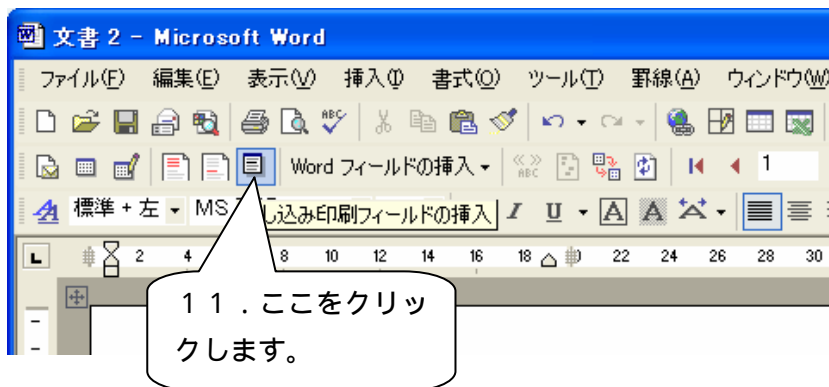 文書 2 - Microsoft Word
ファイル(F) 編集(E) 表示(V) 挿入(I) 書式(O) ツール(T) 罫線(A) ウィンドウ(W)
ABC
Word フィールドの挿入 ABC 1
標準 + 左 MS し込み印刷フィールドの挿入 I U A A
2 4 8 10 12 14 16 18 22 24 26 28 30
11.ここをクリッ
クします。